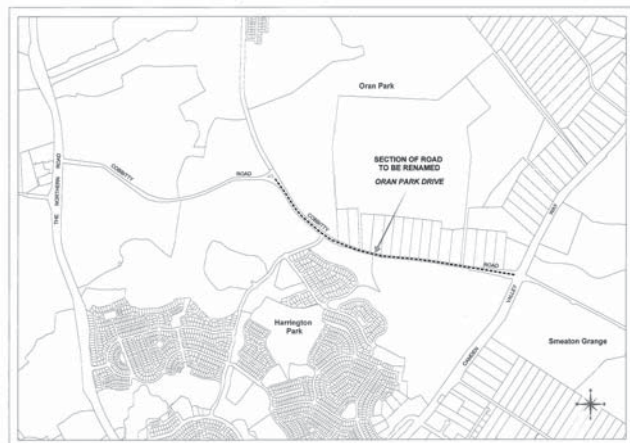 Oran Park
SECTION OF ROAD
TO BE RENAMED
ORAN PARK DRIVE
THE NORTHERN ROAD
COBBITTY
ROAD
COBBITTY
ROAD
CAMDEN
VALLEY
WAY
Harrington
Park
Smeaton Grange